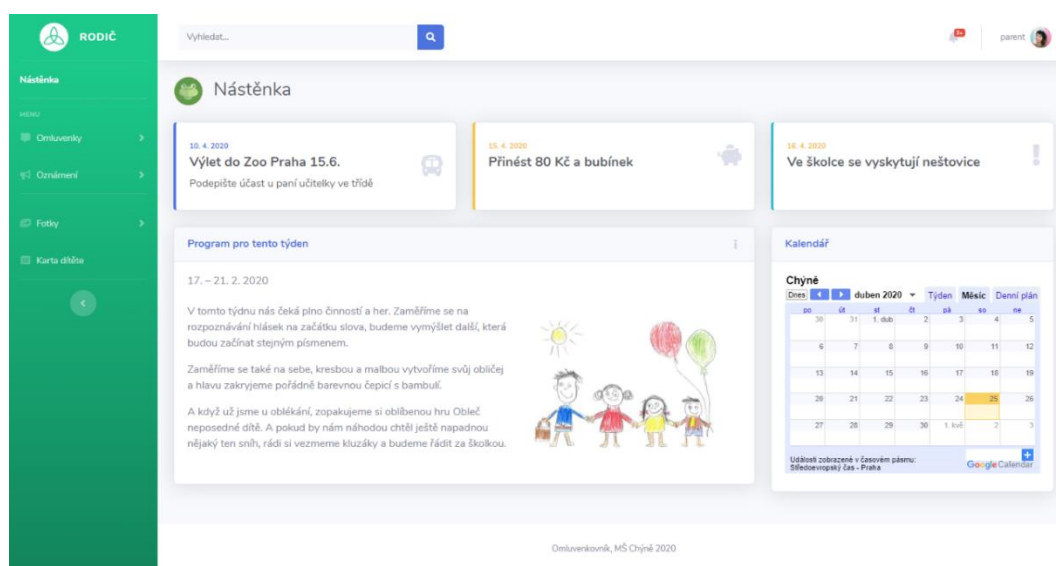 RODIČ
Vyhledat...
3+
parent
Nástěnka
MENU
Omluvenky
Oznámení
Fotky
Karta dítěte
Nástěnka
10. 4. 2020
Výlet do Zoo Praha 15.6.
Podepište účast u paní učitelky ve třídě
15. 4. 2020
Přinést 80 Kč a bubínek
16. 4. 2020
Ve školce se vyskytují neštovice
Program pro tento týden
17. – 21. 2. 2020
V tomto týdnu nás čeká plno činností a her. Zaměříme se na
rozpoznávání hlásek na začátku slova, budeme vymýšlet další, která
budou začínat stejným písmenem.
Zaměříme se také na sebe, kresbou a malbou vytvoříme svůj obličej
a hlavu zakryjeme pořádně barevnou čepicí s bambulí.
A když už jsme u oblékání, zopakujeme si oblíbenou hru Obleč
neposedné dítě. A pokud by nám náhodou chtěl ještě napadnou
nějaký ten sníh, rádi si vezmeme kluzáky a budeme řádit za školkou.
Kalendář
Chýně
Dnes duben 2020 Týden Měsíc Denní plán
po út st čt pá so ne
30 31 1. dub 2 3 4 5
6 7 8 9 10 11 12
13 14 15 16 17 18 19
20 21 22 23 24 25 26
27 28 29 30 1. kvě 2 3
Události zobrazené v časovém pásmu:
Středoevropský čas - Praha
Google Calendar
Omluvenkovník, MŠ Chýně 2020